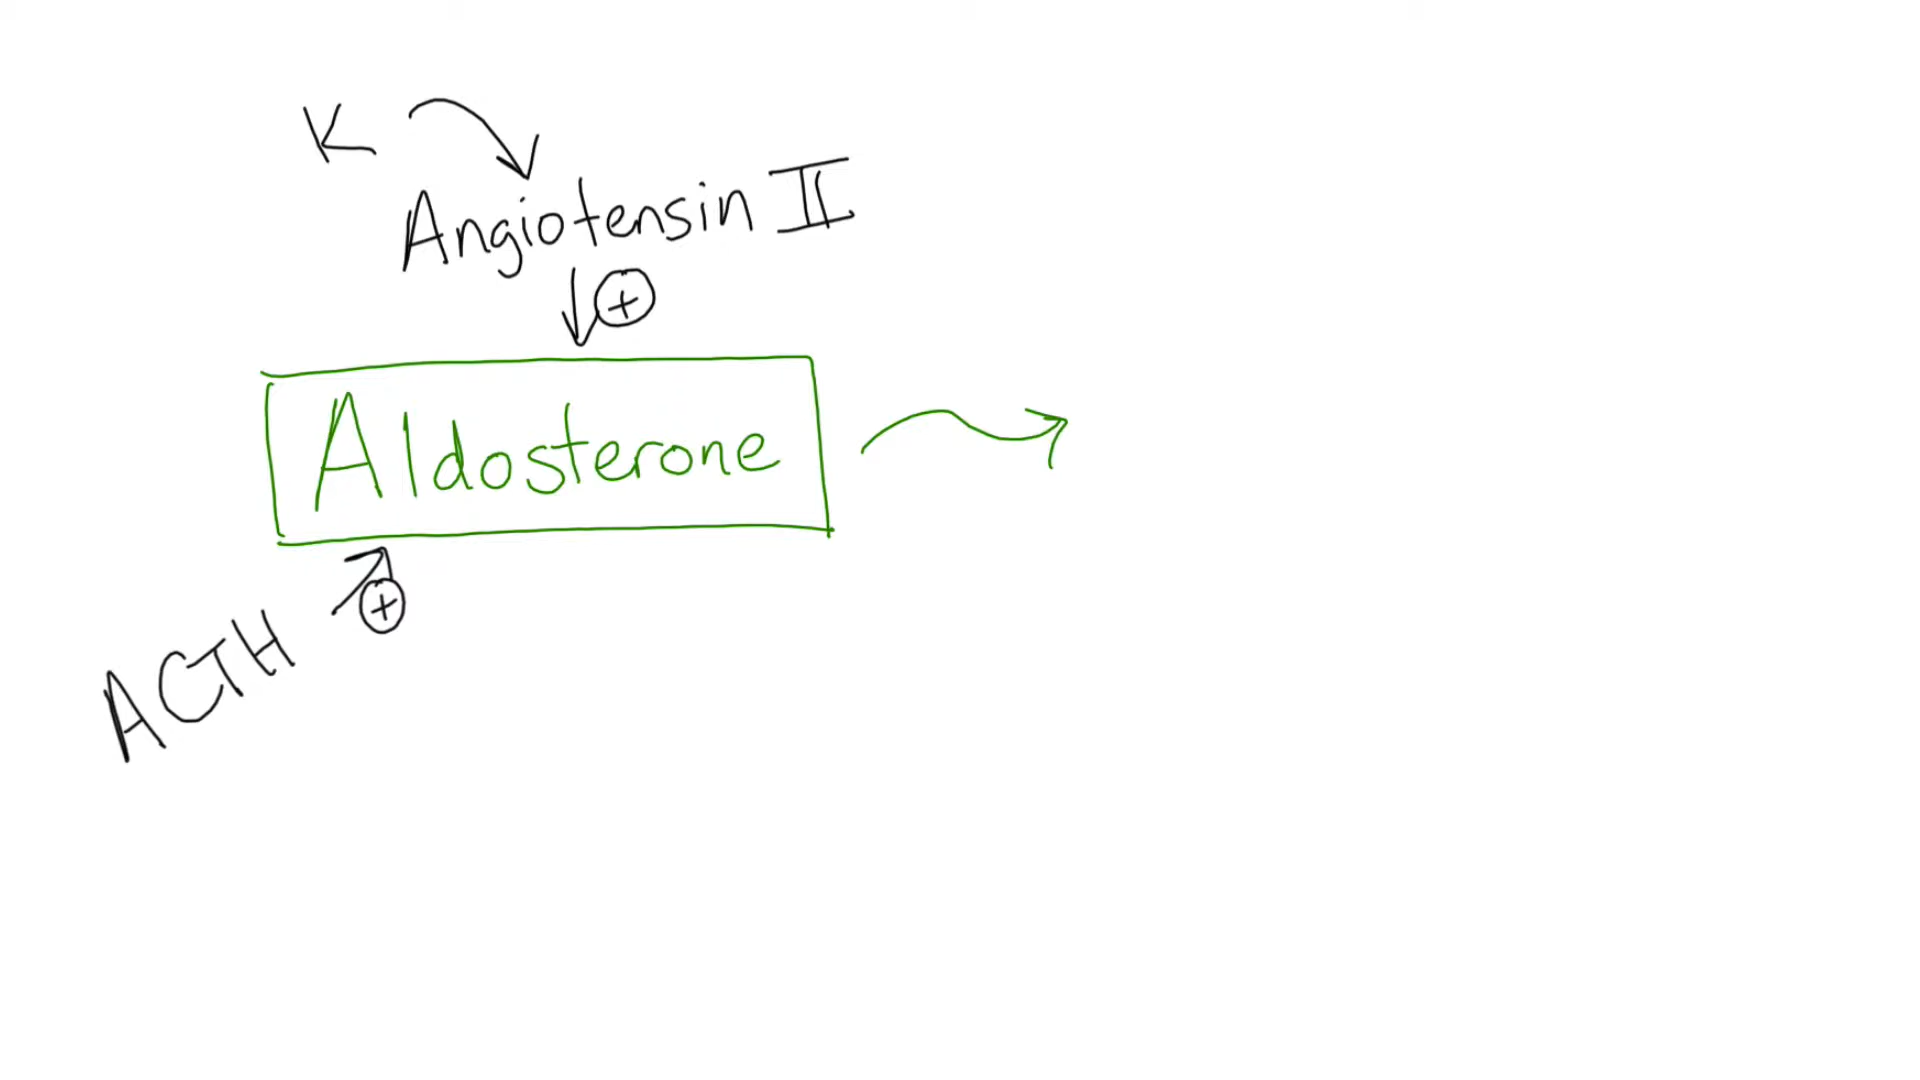 K
Angiotensin II
+
Aldosterone
+
ACTH